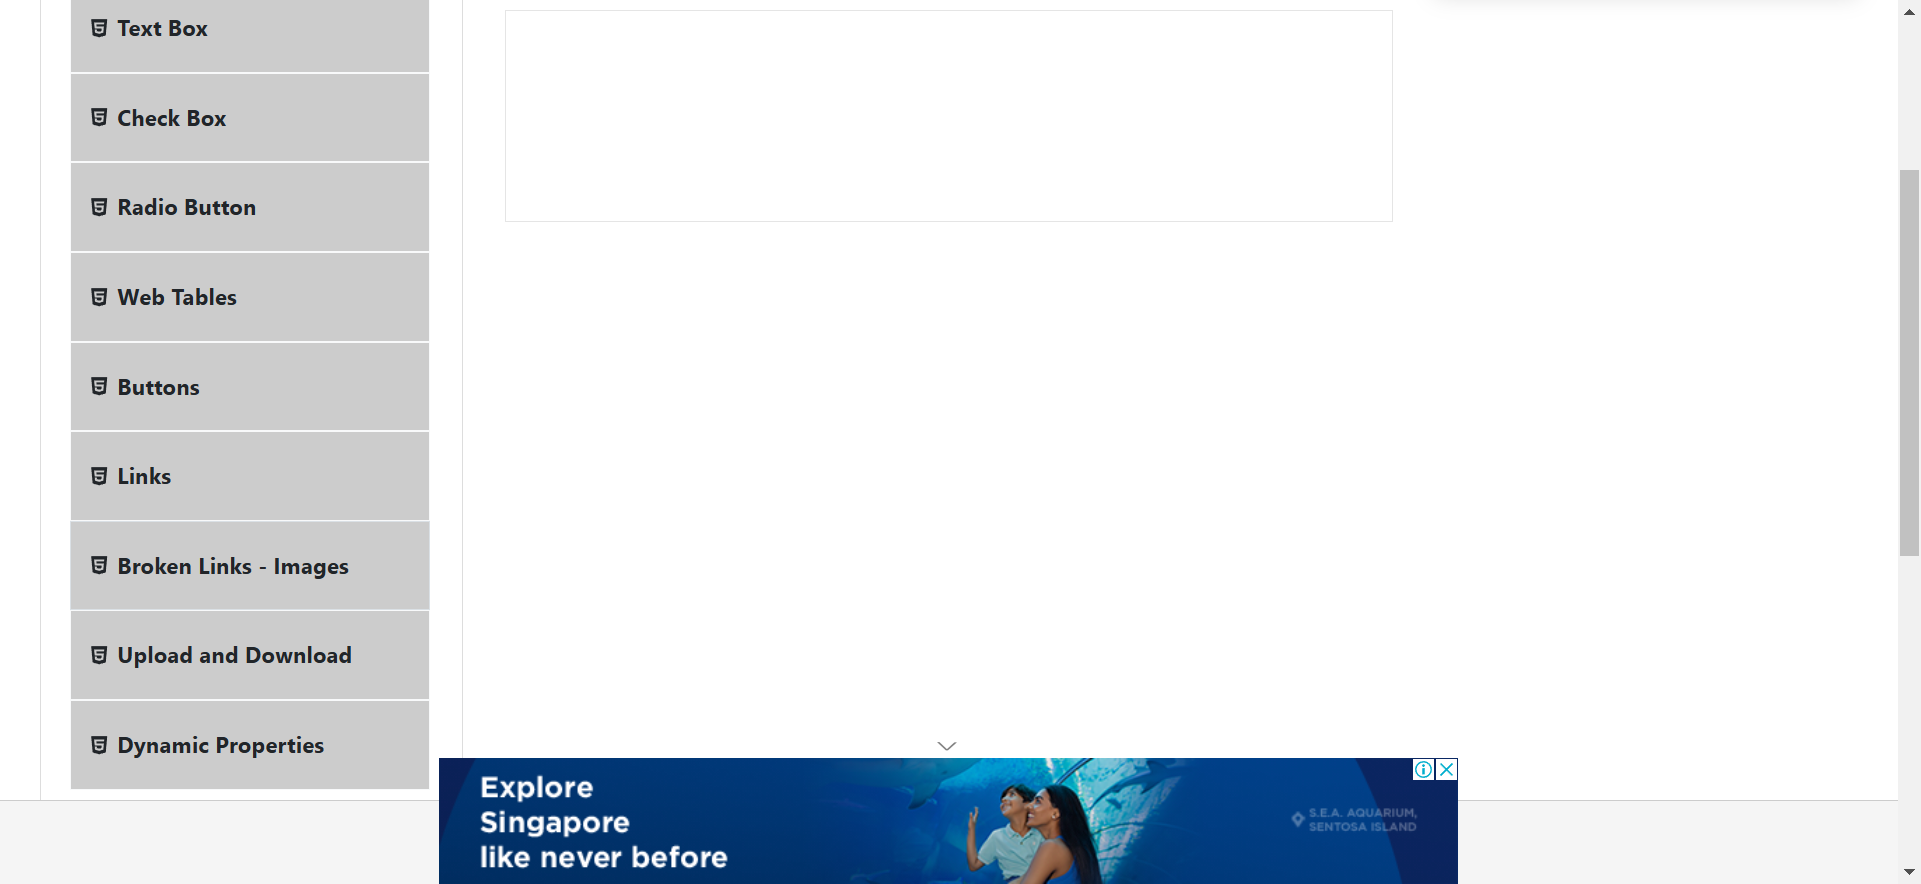 Text Box
Check Box
Radio Button
Web Tables
Buttons
Links
Broken Links - Images
Upload and Download
Dynamic Properties
Explore
Singapore
like never before
S.E.A. AQUARIUM,
SENTOSA ISLAND